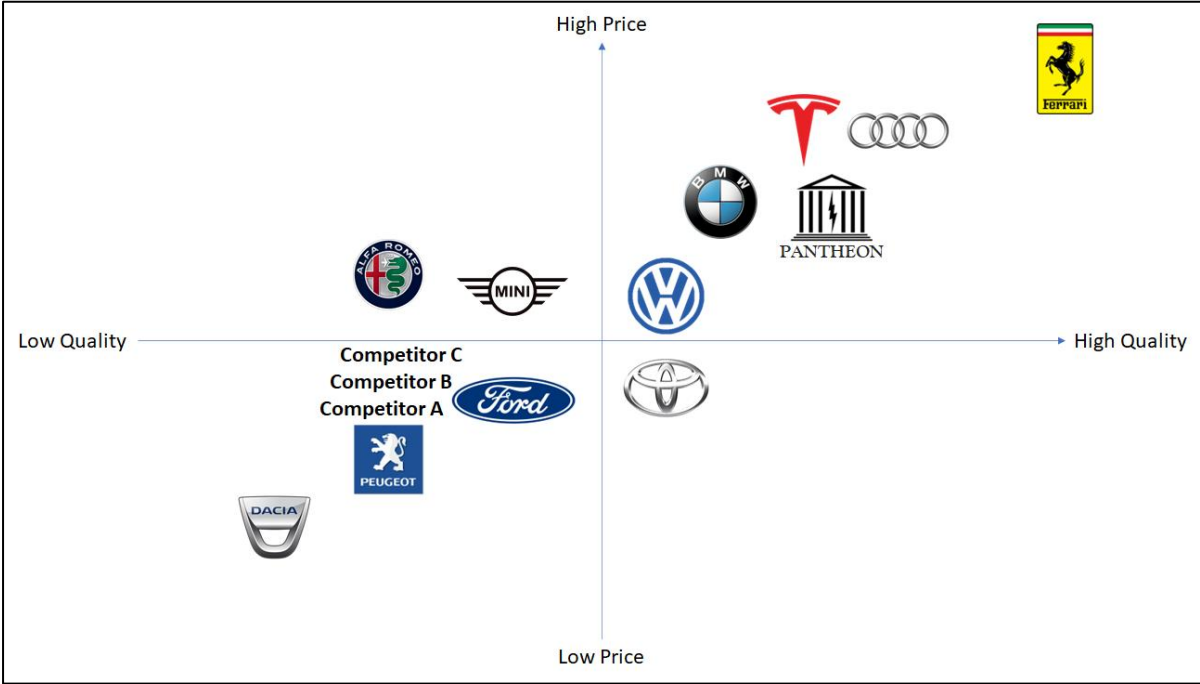 High Price
Ferrari
BMW
PANTHEON
ALFA ROMEO
MINI
Low Quality
High Quality
Competitor C
Competitor B
Competitor A
Ford
PEUGEOT
DACIA
Low Price